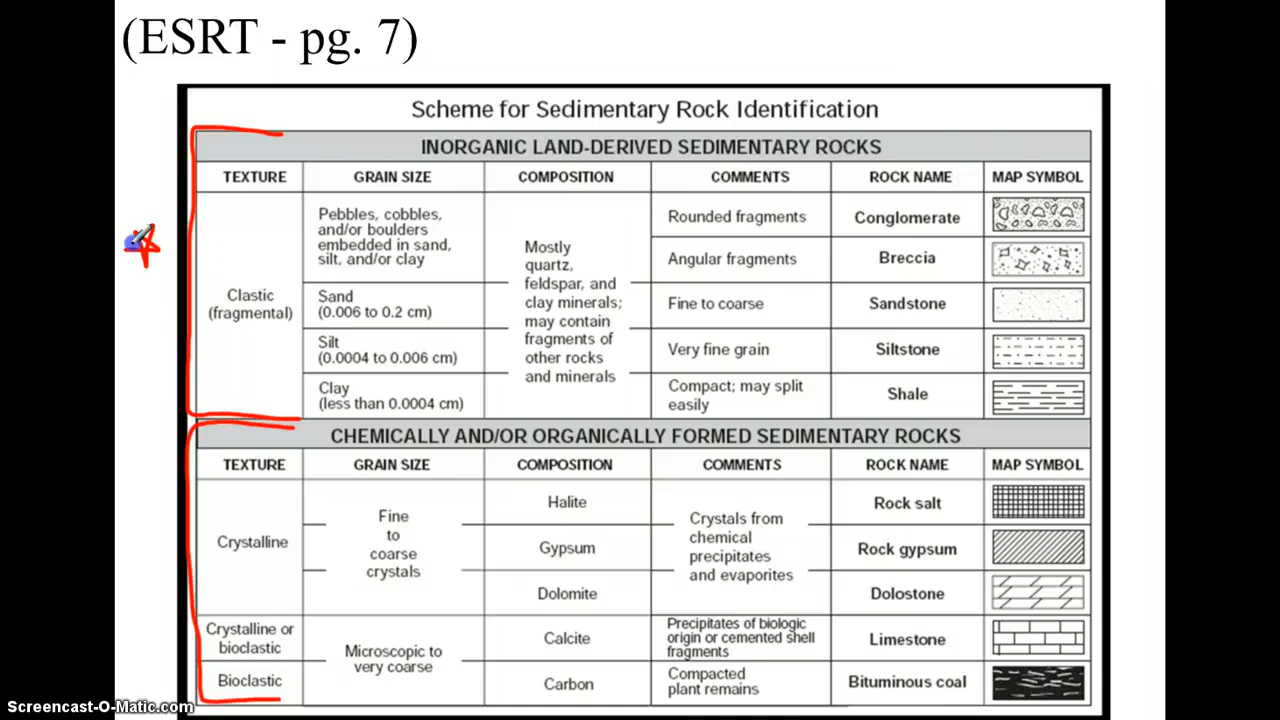 (ESRT - pg. 7)
Scheme for Sedimentary Rock Identification
INORGANIC LAND-DERIVED SEDIMENTARY ROCKS
TEXTURE GRAIN SIZE COMPOSITION COMMENTS ROCK NAME MAP SYMBOL
Clastic
(fragmental)
Pebbles, cobbles,
and/or boulders
embedded in sand,
silt, and/or clay
Sand
(0.006 to 0.2 cm)
Silt
(0.0004 to 0.006 cm)
Clay
(less than 0.0004 cm)
Mostly
quartz,
feldspar, and
clay minerals;
may contain
fragments of
other rocks
and minerals
Rounded fragments Conglomerate
Angular fragments Breccia
Fine to coarse Sandstone
Very fine grain Siltstone
Compact; may split
easily
Shale
CHEMICALLY AND/OR ORGANICALLY FORMED SEDIMENTARY ROCKS
TEXTURE GRAIN SIZE COMPOSITION COMMENTS ROCK NAME MAP SYMBOL
Crystalline
Fine
to
coarse
crystals
Halite
Gypsum
Dolomite
Crystals from
chemical
precipitates
and evaporites
Rock salt
Rock gypsum
Dolostone
Crystalline or
bioclastic
Microscopic to
very coarse
Calcite
Precipitates of biologic
origin or cemented shell
fragments
Limestone
Bioclastic
Carbon
Compacted
plant remains
Bituminous coal
Screencast-O-Matic.com